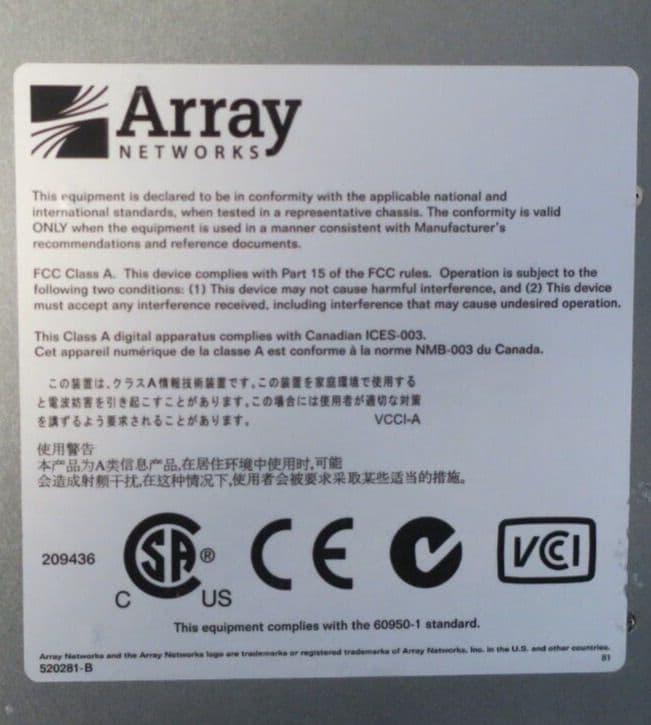 Array
NETWORKS
This equipment is declared to be in conformity with the applicable national and
international standards, when tested in a representative chassis. The conformity is valid
ONLY when the equipment is used in a manner consistent with Manufacturer's
recommendations and reference documents.
FCC Class A. This device complies with Part 15 of the FCC rules. Operation is subject to the
following two conditions: (1) This device may not cause harmful interference, and (2) This device
must accept any interference received, including interference that may cause undesired operation.
This Class A digital apparatus complies with Canadian ICES-003.
Cet appareil numérique de la classe A est conforme à la norme NMB-003 du Canada.
この装置は、クラスA情報技術装置です。この装置を家庭環境で使用する
と電波妨害を引き起こすことがあります。この場合には使用者が適切な対策
を講ずるよう要求されることがあります。 VCCI-A
使用警告
本产品为A类信息产品,在居住环境中使用时,可能
会造成射频干扰,在这种情况下,使用者会被要求采取某些适当的措施。
209436 C SA ® US CE VCI
This equipment complies with the 60950-1 standard.
Array Networks and the Array Networks logo are trademarks or registered trademarks of Array Networks, Inc. in the U.S. and other countries.
520281-B 81